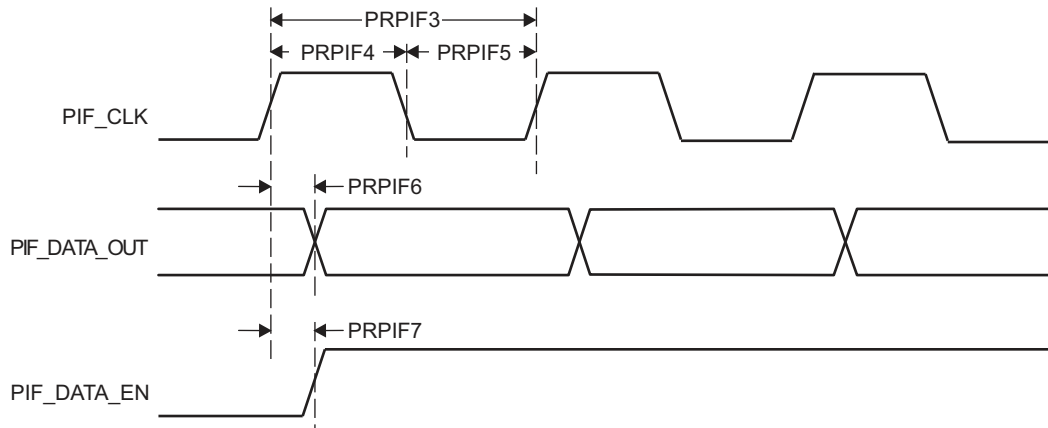 PRPIF3
PRPIF4
PRPIF5
PIF_CLK
PRPIF6
PIF_DATA_OUT
PRPIF7
PIF_DATA_EN